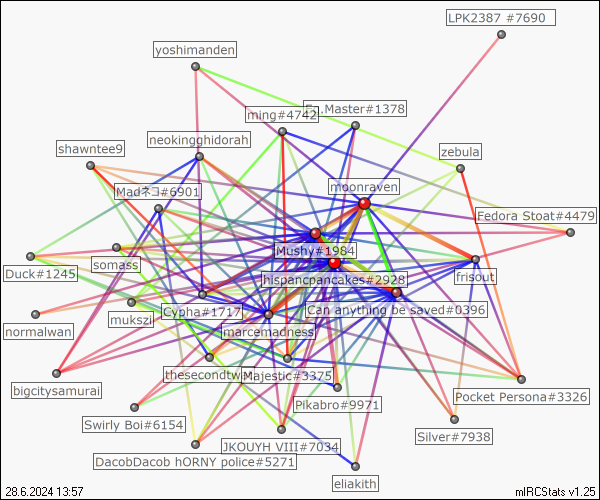 LPK2387 #7690
yoshimanden
En.Master#1378
ming#4742
neokingghidorah
shawntee9
zebula
moonraven
Madネコ#6901
Fedora Stoat#4479
Mushy#1984
somass
Duck#1245
hispancpancakes#2928
frisout
mukszi
Cypha#1717
Can anything be saved#0396
normalwan
marcemadness
thesecondtw
Majestic#3375
bigcitysamurai
Pocket Persona#3326
Pikabro#9971
Swirly Boi#6154
Silver#7938
JKOUYH VIII#7034
DacobDacob hORNY police#5271
eliakith
28.6.2024 13:57
mIRCStats v1.25